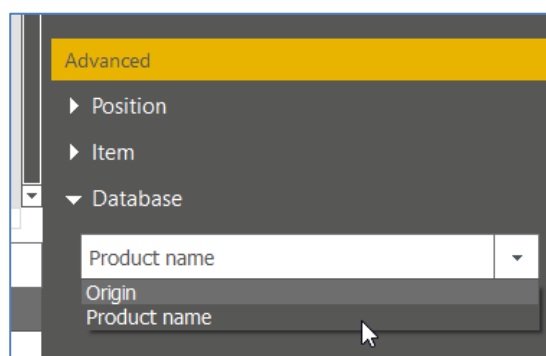 Advanced
Position
Item
Database
Product name
Origin
Product name